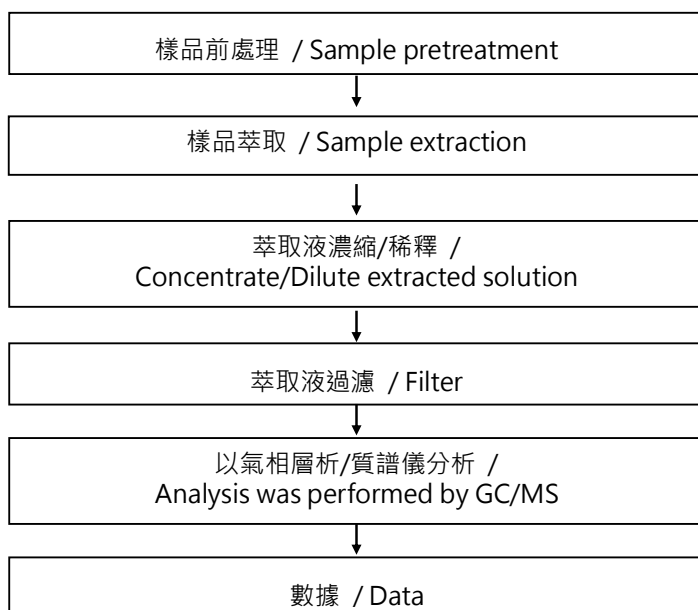 樣品前處理 / Sample pretreatment
樣品萃取 / Sample extraction
萃取液濃縮/稀釋 /
Concentrate/Dilute extracted solution
萃取液過濾 / Filter
以氣相層析/質譜儀分析 /
Analysis was performed by GC/MS
數據 / Data